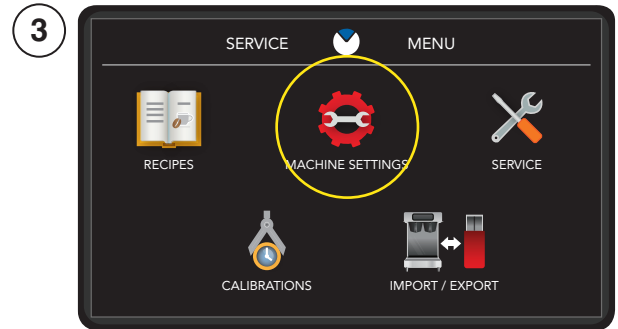 3
SERVICE MENU
RECIPES
MACHINE SETTINGS
SERVICE
CALIBRATIONS
IMPORT / EXPORT